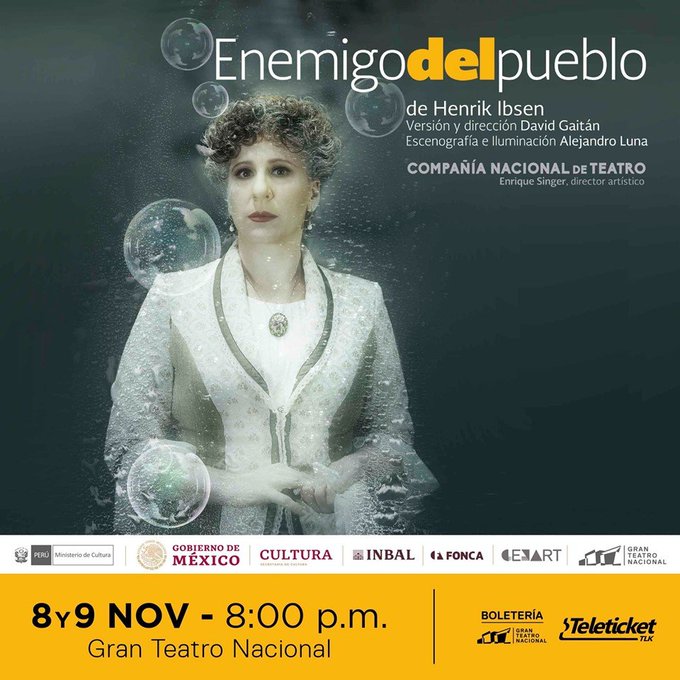 Enemigodelpueblo
de Henrik Ibsen
Versión y dirección David Gaitán
Escenografía e Iluminación Alejandro Luna
COMPAÑÍA NACIONAL DE TEATRO
Enrique Singer, director artístico
PERÚ Ministerio de Cultura
GOBIERNO DE
MÉXICO
CULTURA
SECRETARÍA DE CULTURA
INBAL
FONCA
CENART
GRAN
TEATRO
NACIONAL
8 Y 9 NOV - 8:00 p.m.
Gran Teatro Nacional
BOLETERÍA
GRAN
TEATRO
NACIONAL
Teleticket
TLK